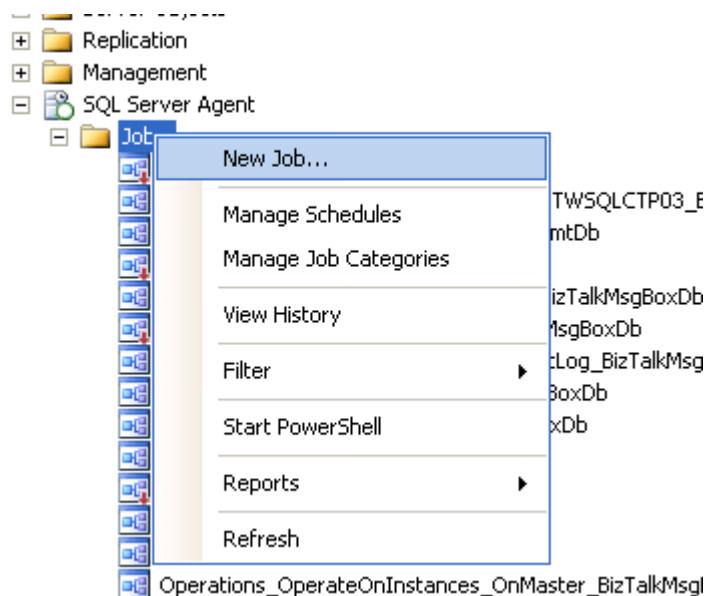 Replication
Management
SQL Server Agent
Job
New Job...
Manage Schedules
TWSQLCTP03_B
mtDb
Manage Job Categories
izTalkMsgBoxDb
View History
MsgBoxDb
Filter
tLog_BizTalkMsg
BoxDb
Start PowerShell
xDb
Reports
Refresh
Operations_OperateOnInstances_OnMaster_BizTalkMsg